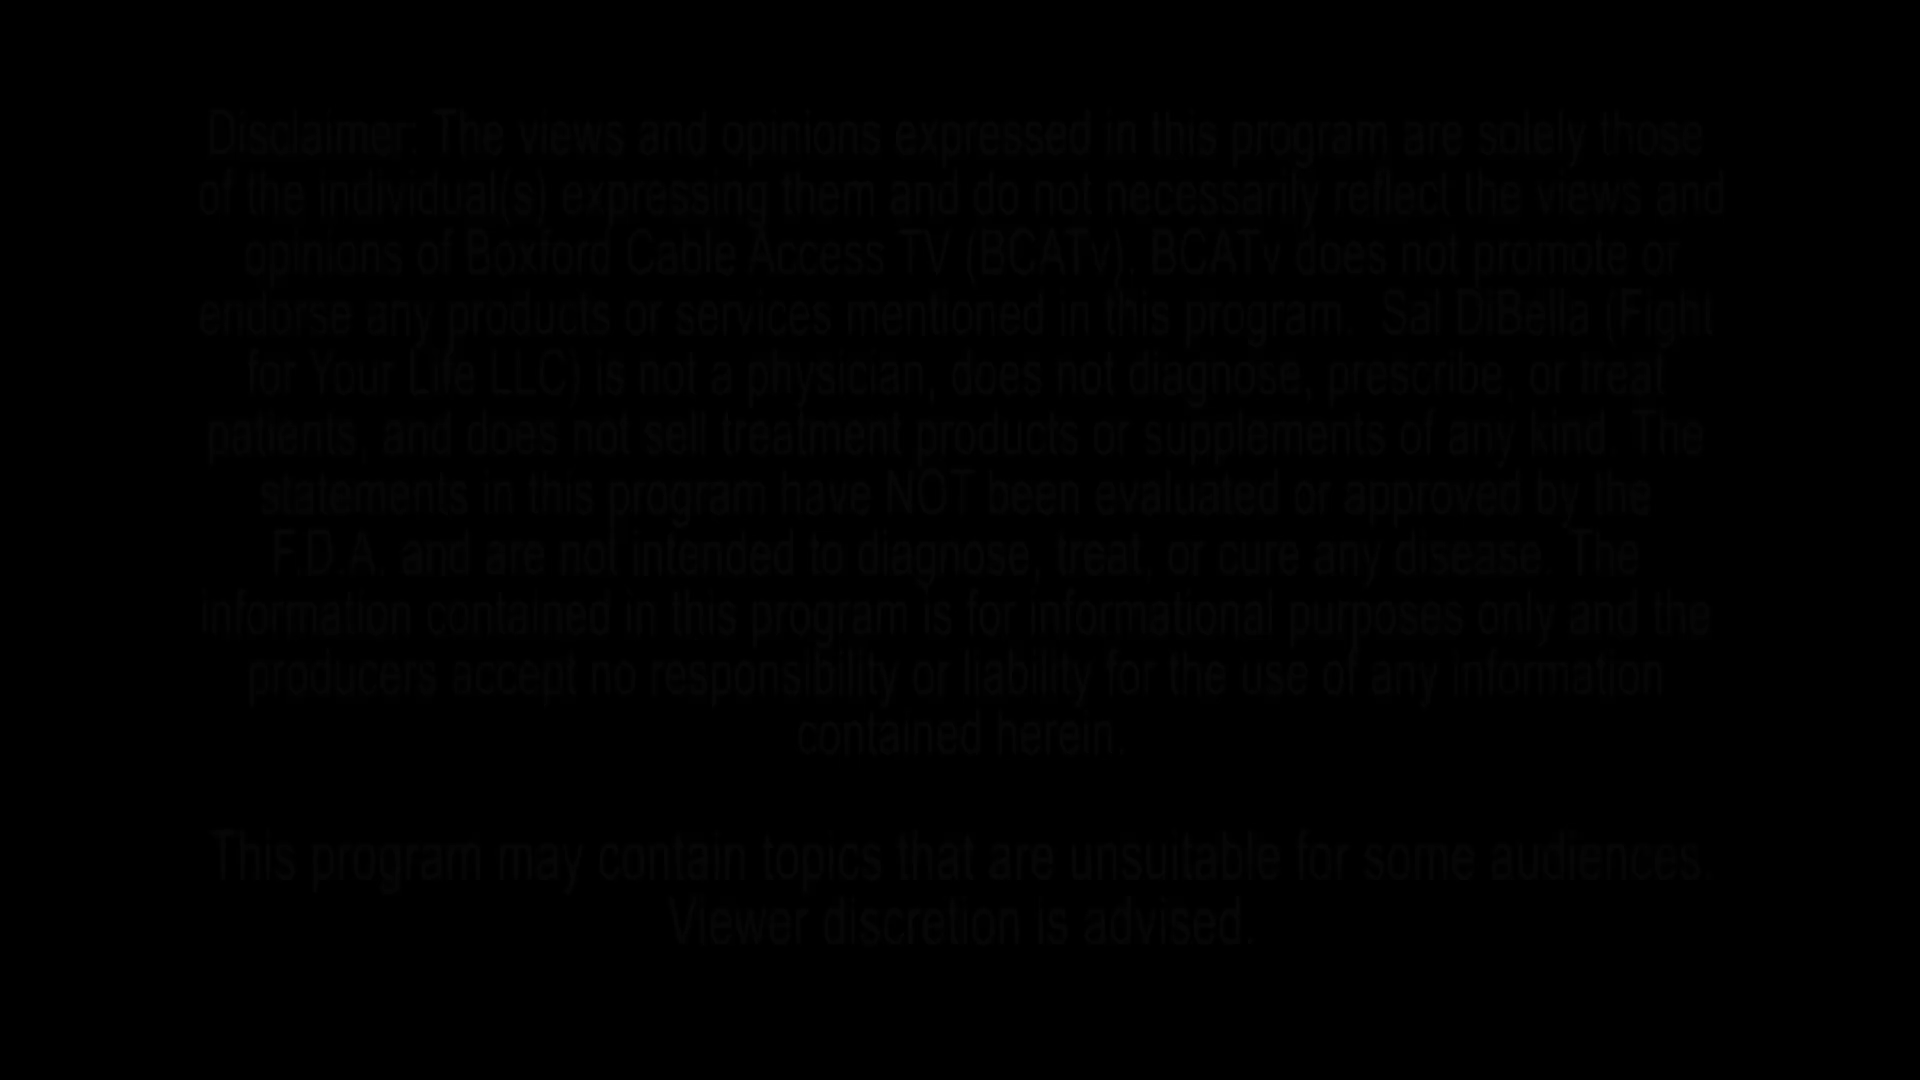 Disclaimer: The views and opinions expressed in this program are solely those
of the individual(s) expressing them and do not necessarily reflect the views and
opinions of Boxford Cable Access TV (BCATv). BCATv does not promote or
endorse any products or services mentioned in this program.  Sal DiBella (Fight
for Your Life LLC) is not a physician, does not diagnose, prescribe, or treat
patients, and does not sell treatment products or supplements of any kind. The
statements in this program have NOT been evaluated or approved by the
F.D.A. and are not intended to diagnose, treat, or cure any disease. The
information contained in this program is for informational purposes only and the
producers accept no responsibility or liability for the use of any information
contained herein.
This program may contain topics that are unsuitable for some audiences.
Viewer discretion is advised.